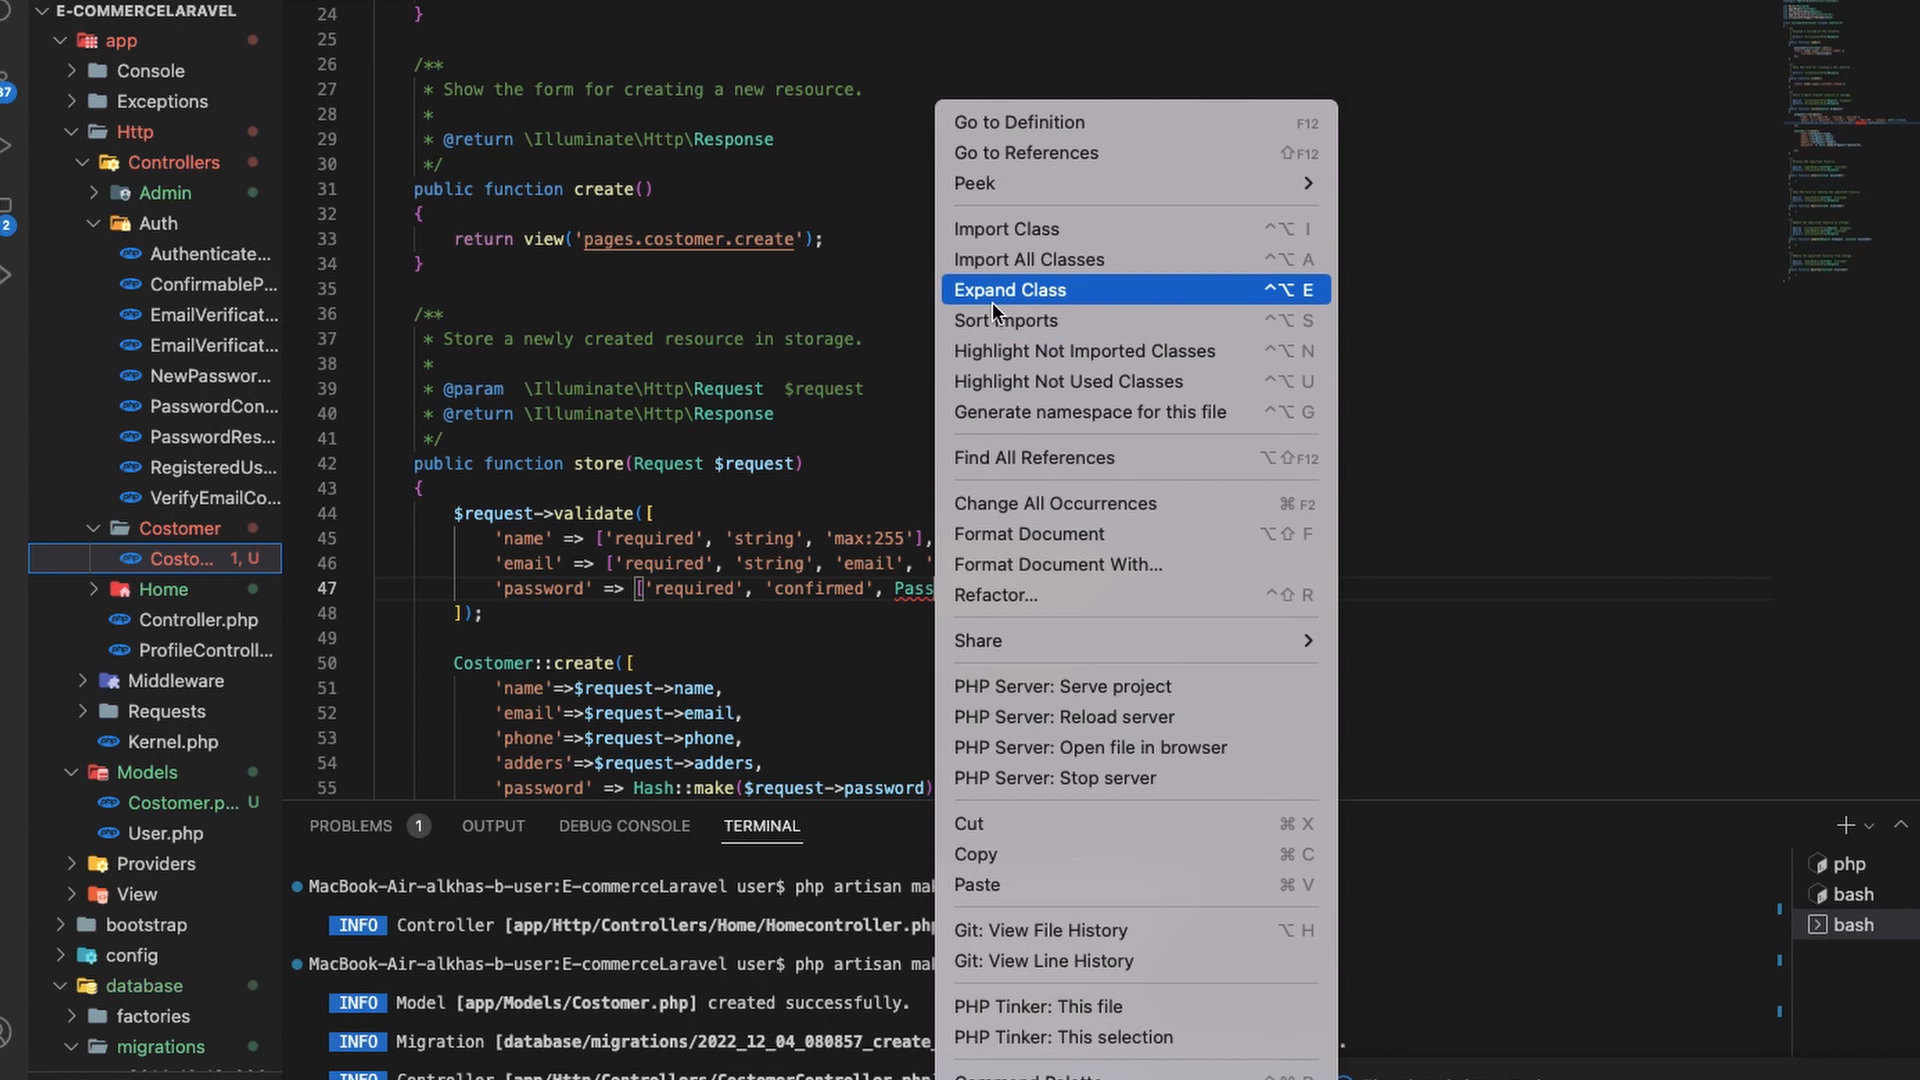 E-COMMERCELARAVEL
app
Console
Exceptions
Http
Controllers
Admin
Auth
Authenticate...
ConfirmableP...
EmailVerificat...
EmailVerificat...
NewPasswor...
PasswordCon...
PasswordRes...
RegisteredUs...
VerifyEmailCo...
Costomer
Costo... 1, U
Home
Controller.php
ProfileControll...
Middleware
Requests
Kernel.php
Models
Costomer.p... U
User.php
Providers
View
bootstrap
config
database
factories
migrations
37
2
24 }
25
26 /**
27 * Show the form for creating a new resource.
28 *
29 * @return \Illuminate\Http\Response
30 */
31 public function create()
32 {
33 return view('pages.costomer.create');
34 }
35
36 /**
37 * Store a newly created resource in storage.
38 *
39 * @param  \Illuminate\Http\Request  $request
40 * @return \Illuminate\Http\Response
41 */
42 public function store(Request $request)
43 {
44 $request->validate([
45 'name' => ['required', 'string', 'max:255'],
46 'email' => ['required', 'string', 'email', '
47 'password' => ['required', 'confirmed', Pass
48 ]);
49
50 Costomer::create([
51 'name'=>$request->name,
52 'email'=>$request->email,
53 'phone'=>$request->phone,
54 'adders'=>$request->adders,
55 'password' => Hash::make($request->password)
Go to Definition F12
Go to References ⇧F12
Peek
Import Class ^⌥ I
Import All Classes ^⌥ A
Expand Class ^⌥ E
Sort Imports ^⌥ S
Highlight Not Imported Classes ^⌥ N
Highlight Not Used Classes ^⌥ U
Generate namespace for this file ^⌥ G
Find All References ⌥⇧F12
Change All Occurrences ⌘F2
Format Document ⌥⇧ F
Format Document With...
Refactor... ^⇧ R
Share
PHP Server: Serve project
PHP Server: Reload server
PHP Server: Open file in browser
PHP Server: Stop server
Cut ⌘ X
Copy ⌘ C
Paste ⌘ V
Git: View File History ⌥ H
Git: View Line History
PHP Tinker: This file
PHP Tinker: This selection
PROBLEMS 1 OUTPUT DEBUG CONSOLE TERMINAL
MacBook-Air-alkhas-b-user:E-commerceLaravel user$ php artisan ma
INFO Controller [app/Http/Controllers/Home/Homecontroller.php
MacBook-Air-alkhas-b-user:E-commerceLaravel user$ php artisan ma
INFO Model [app/Models/Costomer.php] created successfully.
INFO Migration [database/migrations/2022_12_04_080857_create_
php
bash
bash